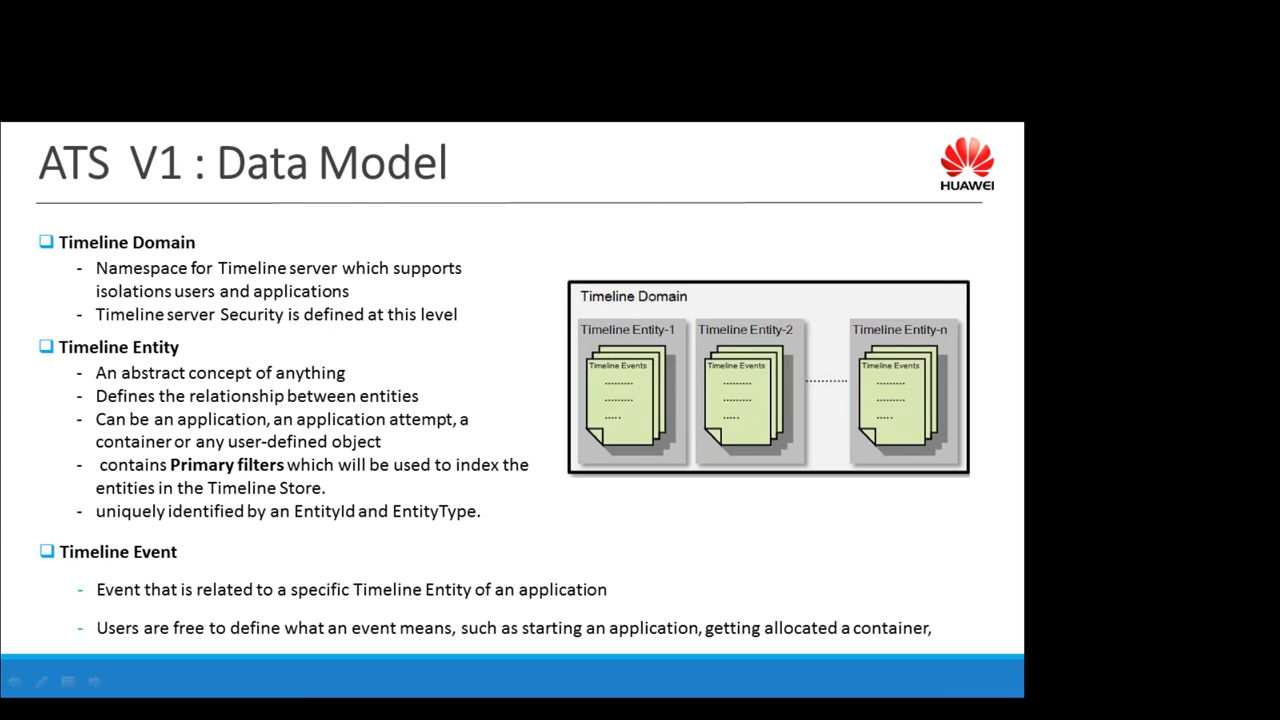 ATS V1 : Data Model
HUAWEI
Timeline Domain
- Namespace for Timeline server which supports
isolations users and applications
- Timeline server Security is defined at this level
Timeline Entity
- An abstract concept of anything
- Defines the relationship between entities
- Can be an application, an application attempt, a
container or any user-defined object
- contains Primary filters which will be used to index the
entities in the Timeline Store.
- uniquely identified by an EntityId and EntityType.
Timeline Event
- Event that is related to a specific Timeline Entity of an application
- Users are free to define what an event means, such as starting an application, getting allocated a container,
Timeline Domain
Timeline Entity-1
Timeline Entity-2
Timeline Entity-n
Timeline Events
Timeline Events
Timeline Events